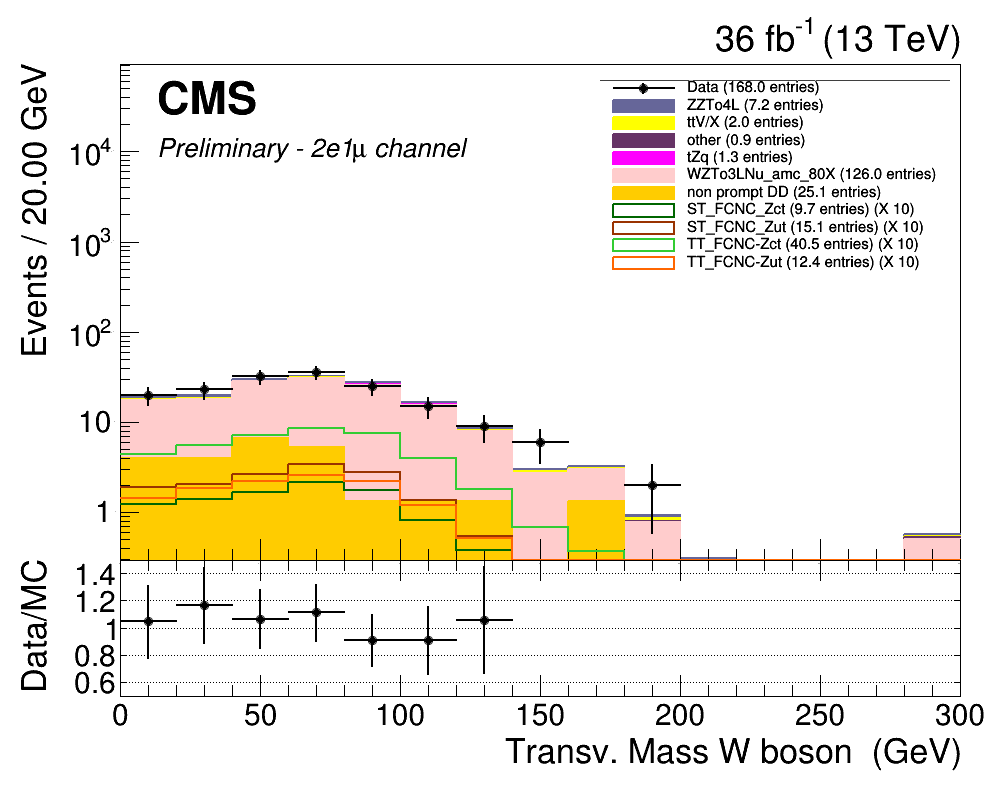 36 fb-1 (13 TeV)
CMS
Preliminary - 2e1μ channel
Data (168.0 entries)
ZZTo4L (7.2 entries)
ttV/X (2.0 entries)
other (0.9 entries)
tZq (1.3 entries)
WZTo3LNu_amc_80X (126.0 entries)
non prompt DD (25.1 entries)
ST_FCNC_Zct (9.7 entries) (X 10)
ST_FCNC_Zut (15.1 entries) (X 10)
TT_FCNC-Zct (40.5 entries) (X 10)
TT_FCNC-Zut (12.4 entries) (X 10)
Events / 20.00 GeV
10^4
10^3
10^2
10
1
Data/MC
1.4
1.2
1
0.8
0.6
0 50 100 150 200 250 300
Transv. Mass W boson (GeV)